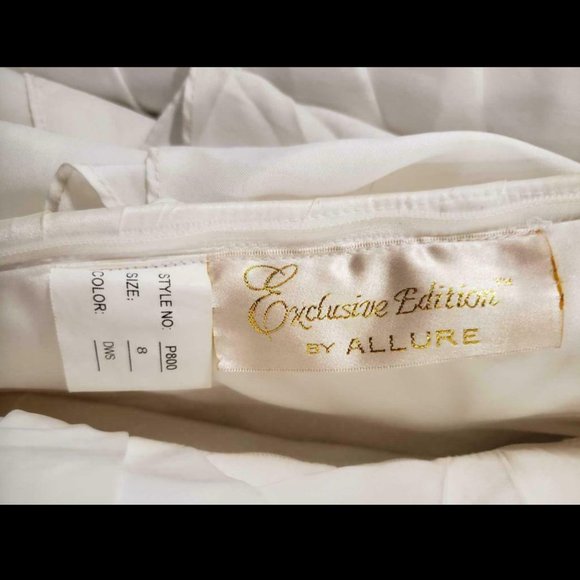 STYLE NO: P800
SIZE: 8
COLOR: DWS
Exclusive Edition™
BY ALLURE